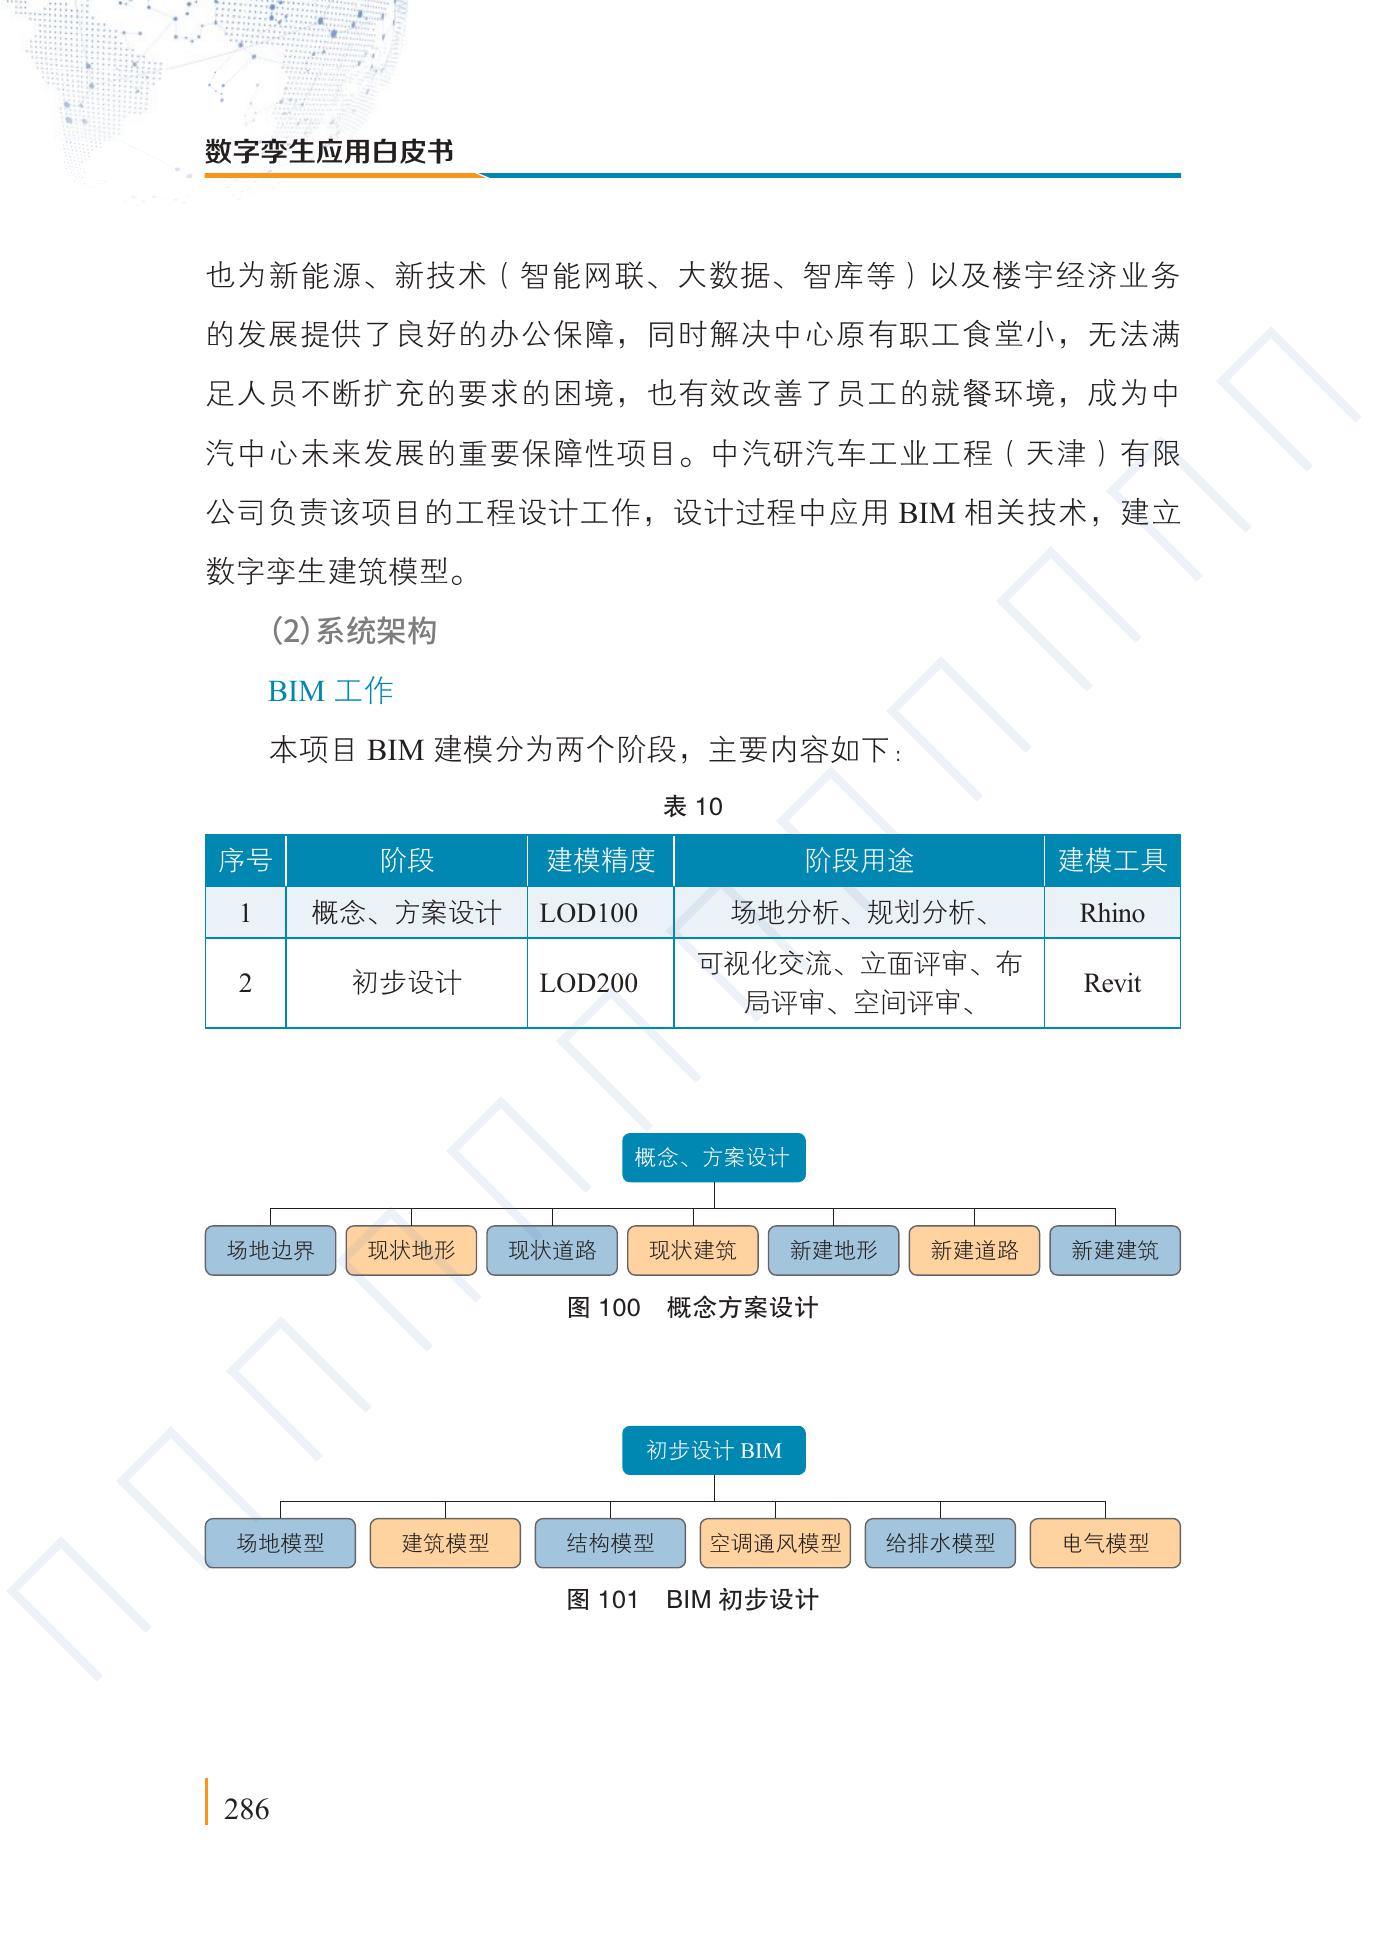 数字孪生应用白皮书
也为新能源、新技术（智能网联、大数据、智库等）以及楼宇经济业务
的发展提供了良好的办公保障，同时解决中心原有职工食堂小，无法满
足人员不断扩充的要求的困境，也有效改善了员工的就餐环境，成为中
汽中心未来发展的重要保障性项目。中汽研汽车工业工程（天津）有限
公司负责该项目的工程设计工作，设计过程中应用 BIM 相关技术，建立
数字孪生建筑模型。
（2）系统架构
BIM 工作
本项目 BIM 建模分为两个阶段，主要内容如下：
表 10
序号 阶段 建模精度 阶段用途 建模工具
1 概念、方案设计 LOD100 场地分析、规划分析、 Rhino
2 初步设计 LOD200 可视化交流、立面评审、布 Revit
局评审、空间评审、
概念、方案设计
场地边界 现状地形 现状道路 现状建筑 新建地形 新建道路 新建建筑
图 100 概念方案设计
初步设计 BIM
场地模型 建筑模型 结构模型 空调通风模型 给排水模型 电气模型
图 101 BIM 初步设计
286